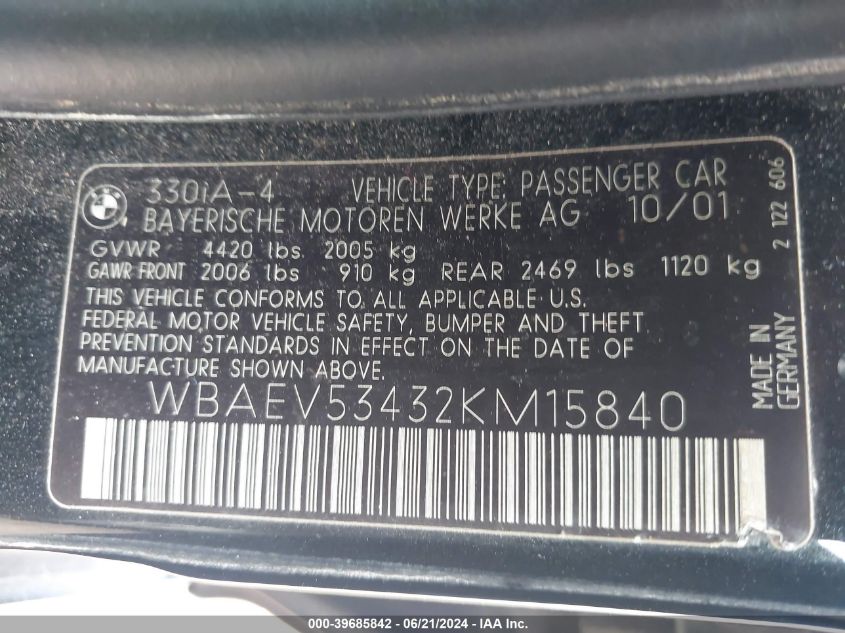 330iA-4 VEHICLE TYPE: PASSENGER CAR
BAYERISCHE MOTOREN WERKE AG 10/01
GVWR 4420 lbs 2005 kg
GAWR FRONT 2006 lbs 910 kg REAR 2469 lbs 1120 kg
THIS VEHICLE CONFORMS TO ALL APPLICABLE U.S.
FEDERAL MOTOR VEHICLE SAFETY, BUMPER AND THEFT
PREVENTION STANDARDS IN EFFECT ON THE DATE OF
MANUFACTURE SHOWN ABOVE.
WBAEV53432KM15840
2 122 606
MADE IN
GERMANY
000-39685842 - 06/21/2024 - IAA Inc.